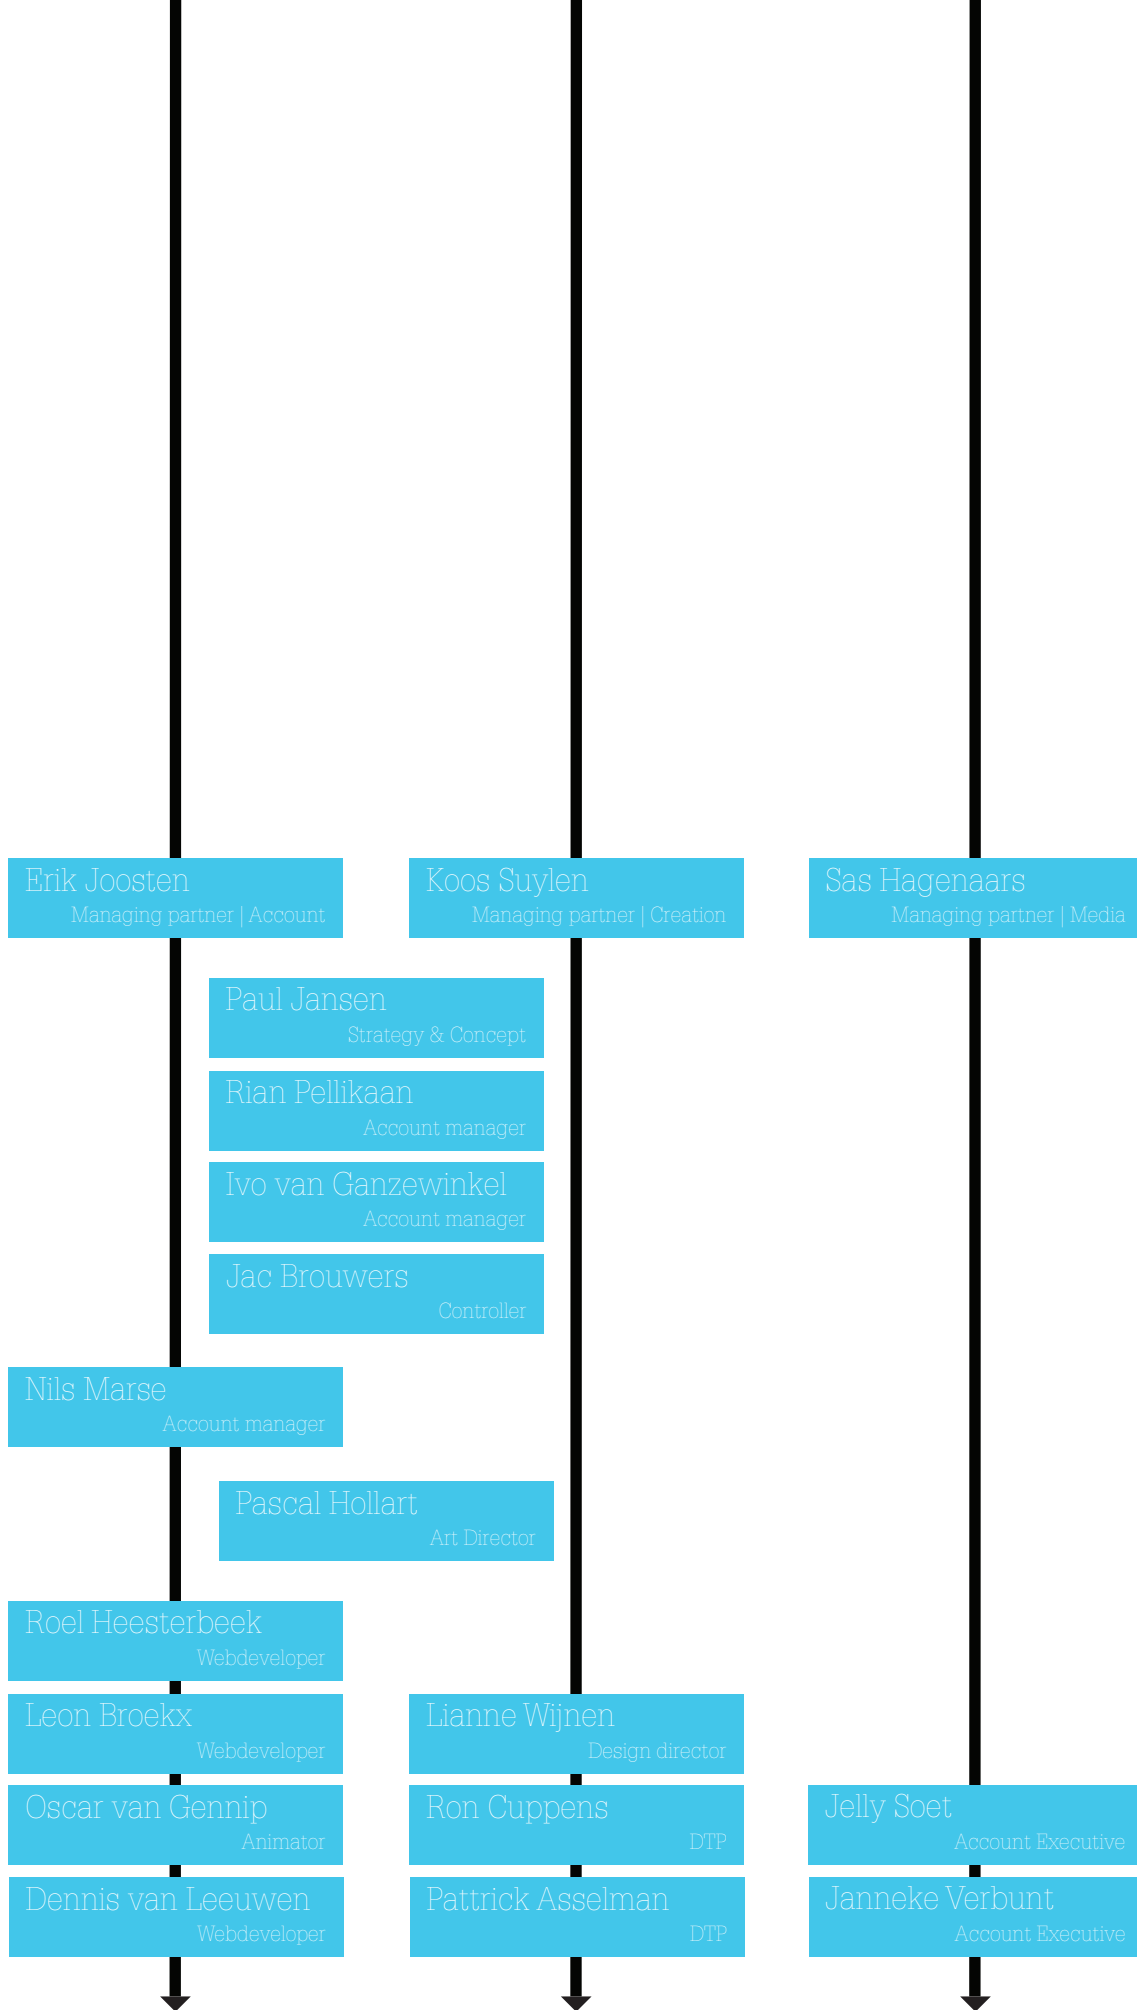 Erik Joosten
Managing partner | Account
Koos Suylen
Managing partner | Creation
Sas Hagenaars
Managing partner | Media
Paul Jansen
Strategy & Concept
Rian Pellikaan
Account manager
Ivo van Ganzewinkel
Account manager
Jac Brouwers
Controller
Nils Marse
Account manager
Pascal Hollart
Art Director
Roel Heesterbeek
Webdeveloper
Leon Broekx
Webdeveloper
Lianne Wijnen
Design director
Oscar van Gennip
Animator
Ron Cuppens
DTP
Jelly Soet
Account Executive
Dennis van Leeuwen
Webdeveloper
Pattrick Asselman
DTP
Janneke Verbunt
Account Executive